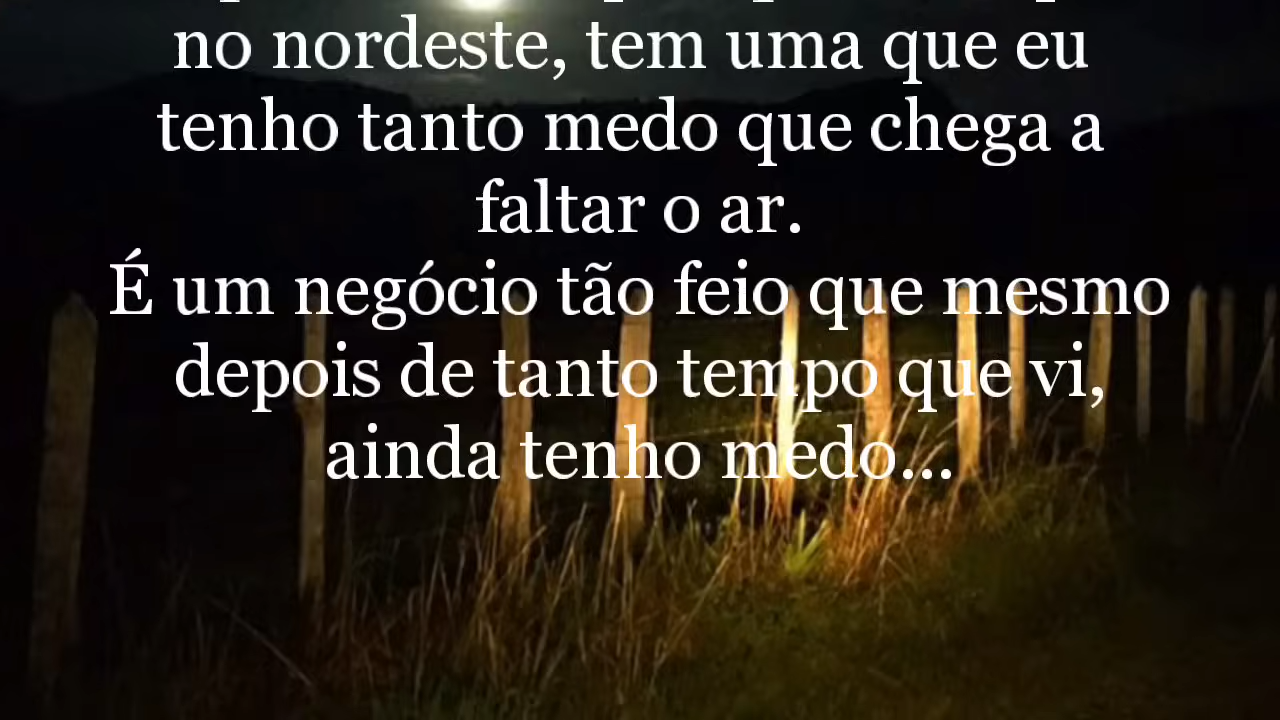 no nordeste, tem uma que eu
tenho tanto medo que chega a
faltar o ar.
É um negócio tão feio que mesmo
depois de tanto tempo que vi,
ainda tenho medo...